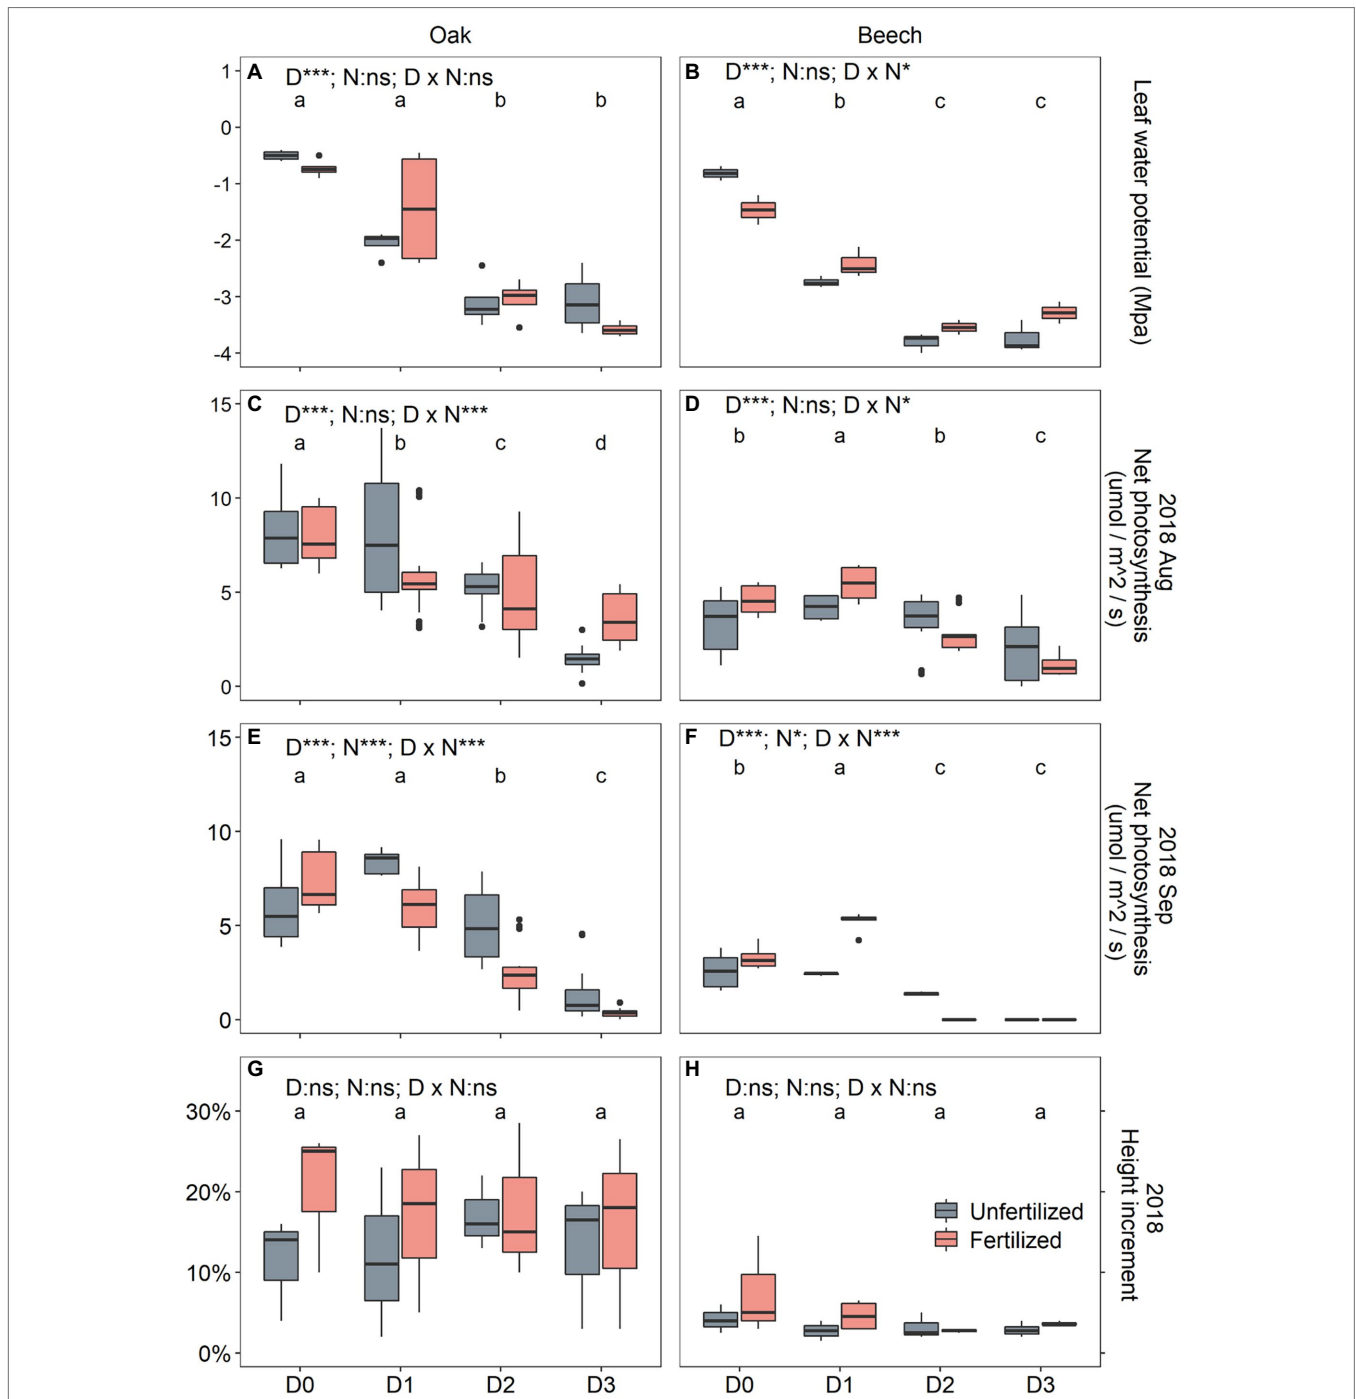 Oak
Beech
A
D***; N:ns; D x N:ns
a a b b
B
D***; N:ns; D x N*
a b c c
1
0
-1
-2
-3
-4
Leaf water potential (Mpa)
C
D***; N:ns; D x N***
a b c d
D
D***; N:ns; D x N*
b a b c
15
10
5
0
2018 Aug
Net photosynthesis
(umol / m^2 / s)
E
D***; N***; D x N***
a a b c
F
D***; N*; D x N***
b a c c
15
10
5
0
2018 Sep
Net photosynthesis
(umol / m^2 / s)
G
D:ns; N:ns; D x N:ns
a a a a
H
D:ns; N:ns; D x N:ns
a a a a
30%
20%
10%
0%
2018
Height increment
Unfertilized
Fertilized
D0 D1 D2 D3
D0 D1 D2 D3